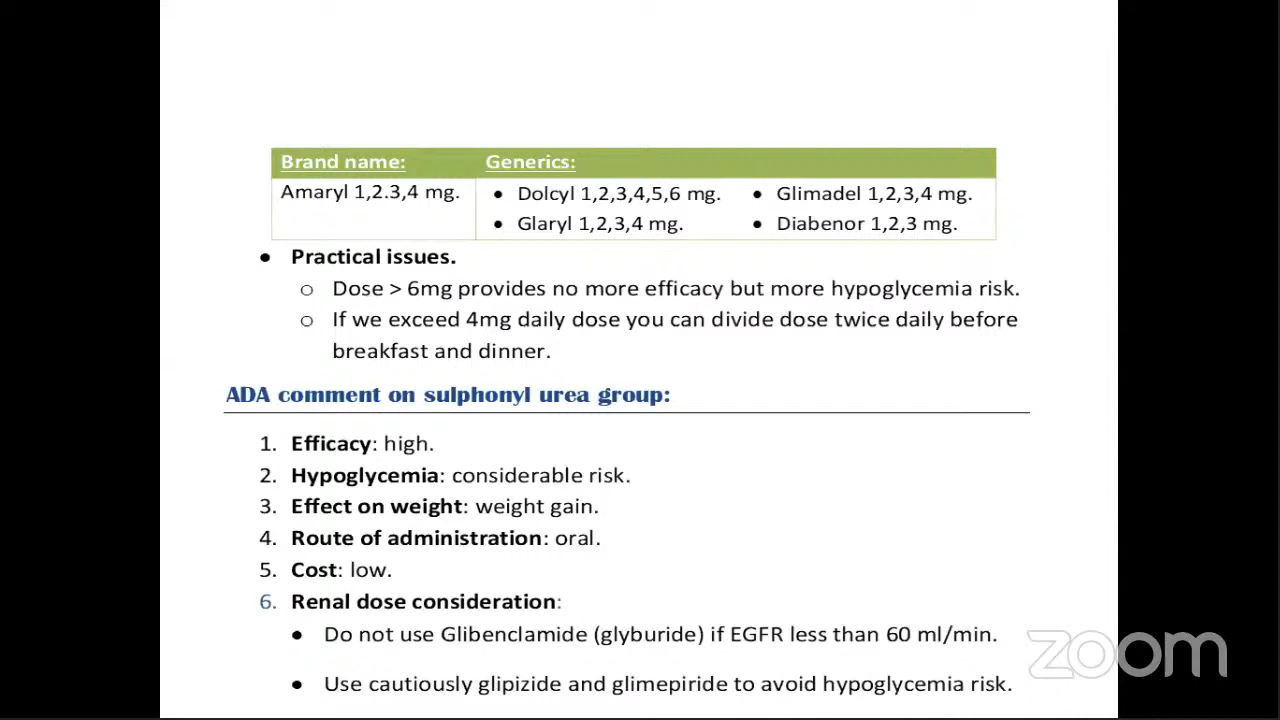 Brand name: Generics:
Amaryl 1,2.3,4 mg. • Dolcyl 1,2,3,4,5,6 mg. • Glimadel 1,2,3,4 mg.
• Glaryl 1,2,3,4 mg. • Diabenor 1,2,3 mg.
• Practical issues.
o Dose > 6mg provides no more efficacy but more hypoglycemia risk.
o If we exceed 4mg daily dose you can divide dose twice daily before
breakfast and dinner.
ADA comment on sulphonyl urea group:
1. Efficacy: high.
2. Hypoglycemia: considerable risk.
3. Effect on weight: weight gain.
4. Route of administration: oral.
5. Cost: low.
6. Renal dose consideration:
• Do not use Glibenclamide (glyburide) if EGFR less than 60 ml/min.
• Use cautiously glipizide and glimepiride to avoid hypoglycemia risk.
zoom